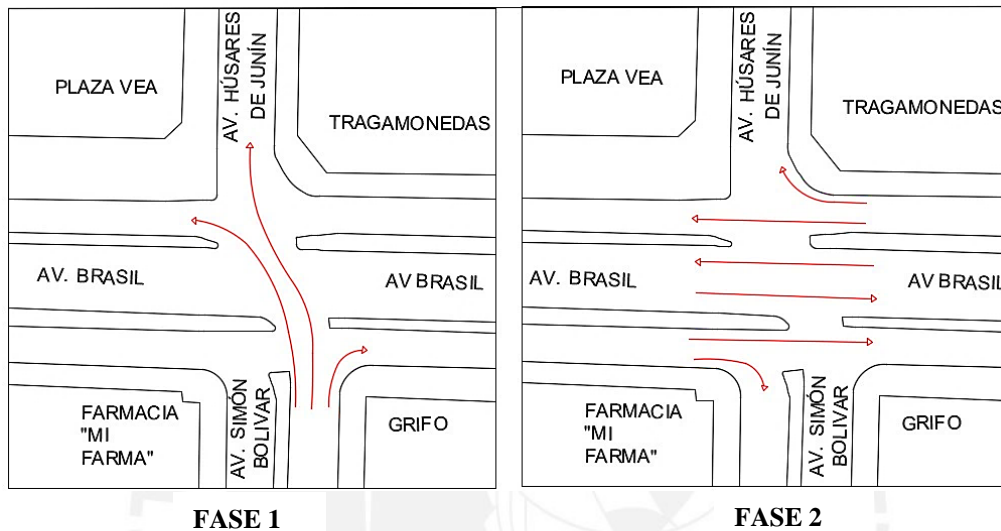 PLAZA VEA
AV. HÚSARES
DE JUNÍN
TRAGAMONEDAS
AV. BRASIL
AV BRASIL
FARMACIA
"MI
FARMA"
AV. SIMÓN
BOLIVAR
GRIFO
FASE 1
PLAZA VEA
AV. HÚSARES
DE JUNÍN
TRAGAMONEDAS
AV. BRASIL
AV BRASIL
FARMACIA
"MI
FARMA"
AV. SIMÓN
BOLIVAR
GRIFO
FASE 2